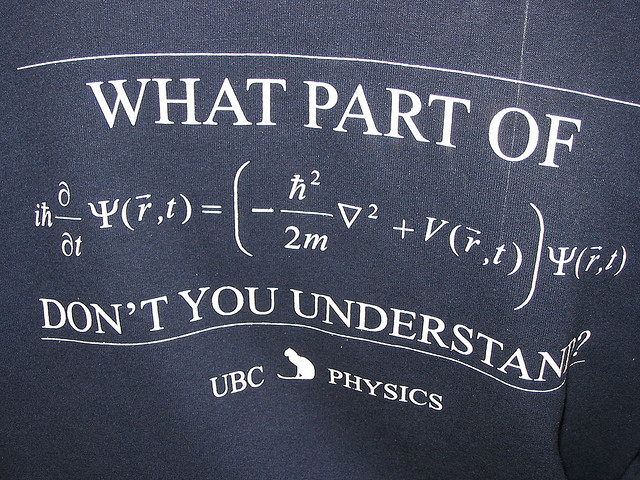 WHAT PART OF
iħ ∂/∂t Ψ(r⃗,t) = (-ħ²/2m ∇² + V(r⃗,t))Ψ(r⃗,t)
DON'T YOU UNDERSTAND?
UBC PHYSICS